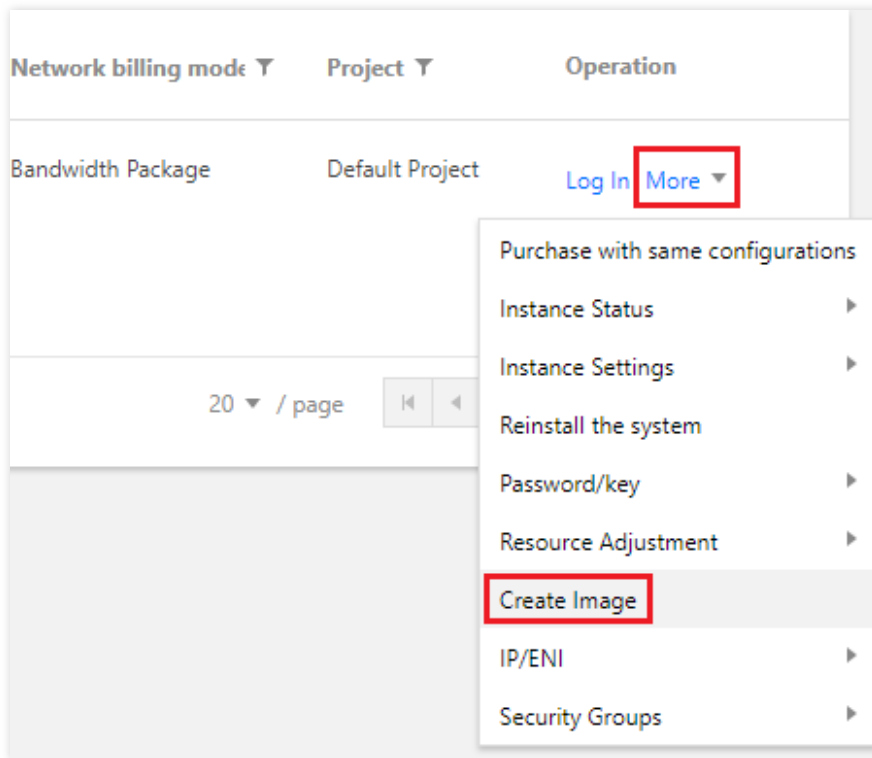 Network billing mode Project Operation
Bandwidth Package Default Project Log In More
Purchase with same configurations
Instance Status
Instance Settings
20 / page
Reinstall the system
Password/key
Resource Adjustment
Create Image
IP/ENI
Security Groups